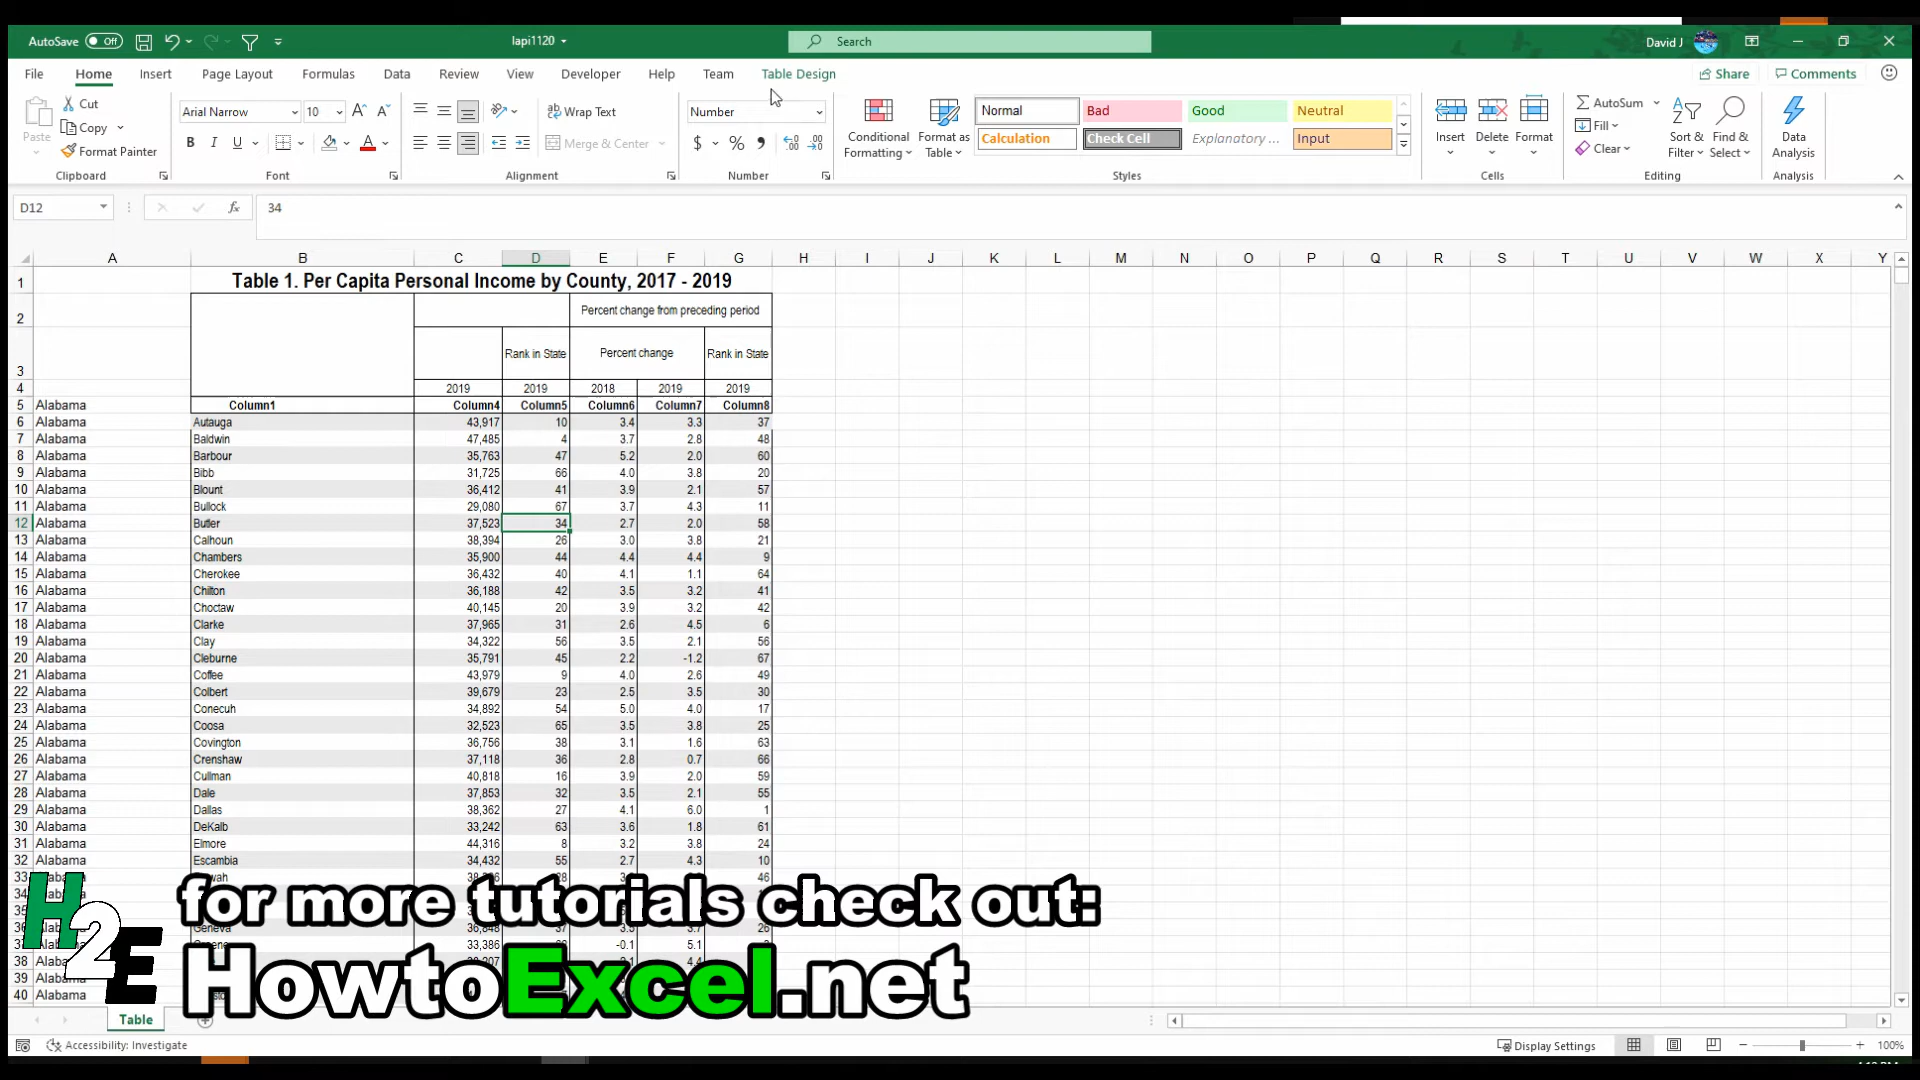 AutoSave Off lapi1120 Search David J
File Home Insert Page Layout Formulas Data Review View Developer Help Team Table Design Share Comments
Paste Cut Copy Format Painter Clipboard
Arial Narrow 10 B I U Font
Wrap Text Merge & Center Alignment
Number $ % Number
Conditional Formatting Format as Table Normal Bad Good Neutral Calculation Check Cell Explanatory ... Input Styles
Insert Delete Format Cells
AutoSum Fill Clear Sort & Filter Find & Select Editing
Data Analysis Analysis
D12 fx 34
A B C D E F G H I J K L M N O P Q R S T U V W X Y
1 Table 1. Per Capita Personal Income by County, 2017 - 2019
2 Percent change from preceding period
3 Rank in State Percent change Rank in State
4 2019 2019 2018 2019 2019
5 Alabama Column1 Column4 Column5 Column6 Column7 Column8
6 Alabama Autauga 43,917 10 3.4 3.3 37
7 Alabama Baldwin 47,485 4 3.7 2.8 48
8 Alabama Barbour 35,763 47 5.2 2.0 60
9 Alabama Bibb 31,725 66 4.0 3.8 20
10 Alabama Blount 36,412 41 3.9 2.1 57
11 Alabama Bullock 29,080 67 3.7 4.3 11
12 Alabama Butler 37,523 34 2.7 2.0 58
13 Alabama Calhoun 38,394 26 3.0 3.8 21
14 Alabama Chambers 35,900 44 4.4 4.4 9
15 Alabama Cherokee 36,432 40 4.1 1.1 64
16 Alabama Chilton 36,188 42 3.5 3.2 41
17 Alabama Choctaw 40,145 20 3.9 3.2 42
18 Alabama Clarke 37,965 31 2.6 4.5 6
19 Alabama Clay 34,322 56 3.5 2.1 56
20 Alabama Cleburne 35,791 45 2.2 -1.2 67
21 Alabama Coffee 43,979 9 4.0 2.6 49
22 Alabama Colbert 39,679 23 2.5 3.5 30
23 Alabama Conecuh 34,892 54 5.0 4.0 17
24 Alabama Coosa 32,523 65 3.5 3.8 25
25 Alabama Covington 36,756 38 3.1 1.6 63
26 Alabama Crenshaw 37,118 36 2.8 0.7 66
27 Alabama Cullman 40,818 16 3.9 2.0 59
28 Alabama Dale 37,853 32 3.5 2.1 55
29 Alabama Dallas 38,362 27 4.1 6.0 1
30 Alabama DeKalb 33,242 63 3.6 1.8 61
31 Alabama Elmore 44,316 8 3.2 3.8 24
32 Alabama Escambia 34,432 55 2.7 4.3 10
33 46
for more tutorials check out:
36 Geneva 36,848 37 26
33,386 -0.1 5.1
38
39
40
H2E HowtoExcel.net
Table
Accessibility: Investigate Display Settings 100%